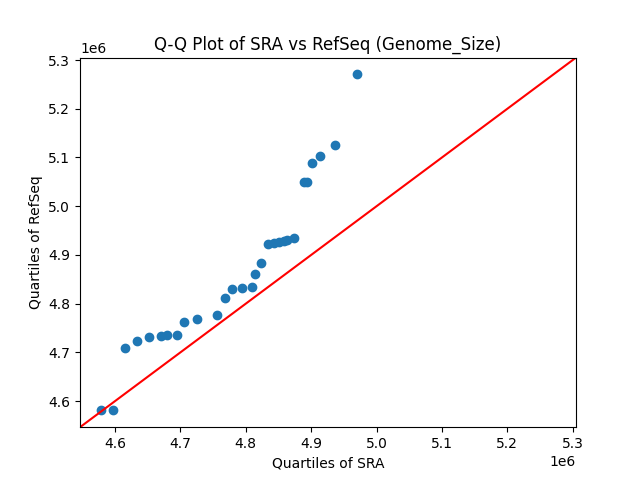 Q-Q Plot of SRA vs RefSeq (Genome_Size)
1e6
5.3
5.2
5.1
5.0
4.9
4.8
4.7
4.6
Quartiles of RefSeq
4.6 4.7 4.8 4.9 5.0 5.1 5.2 5.3
Quartiles of SRA
1e6